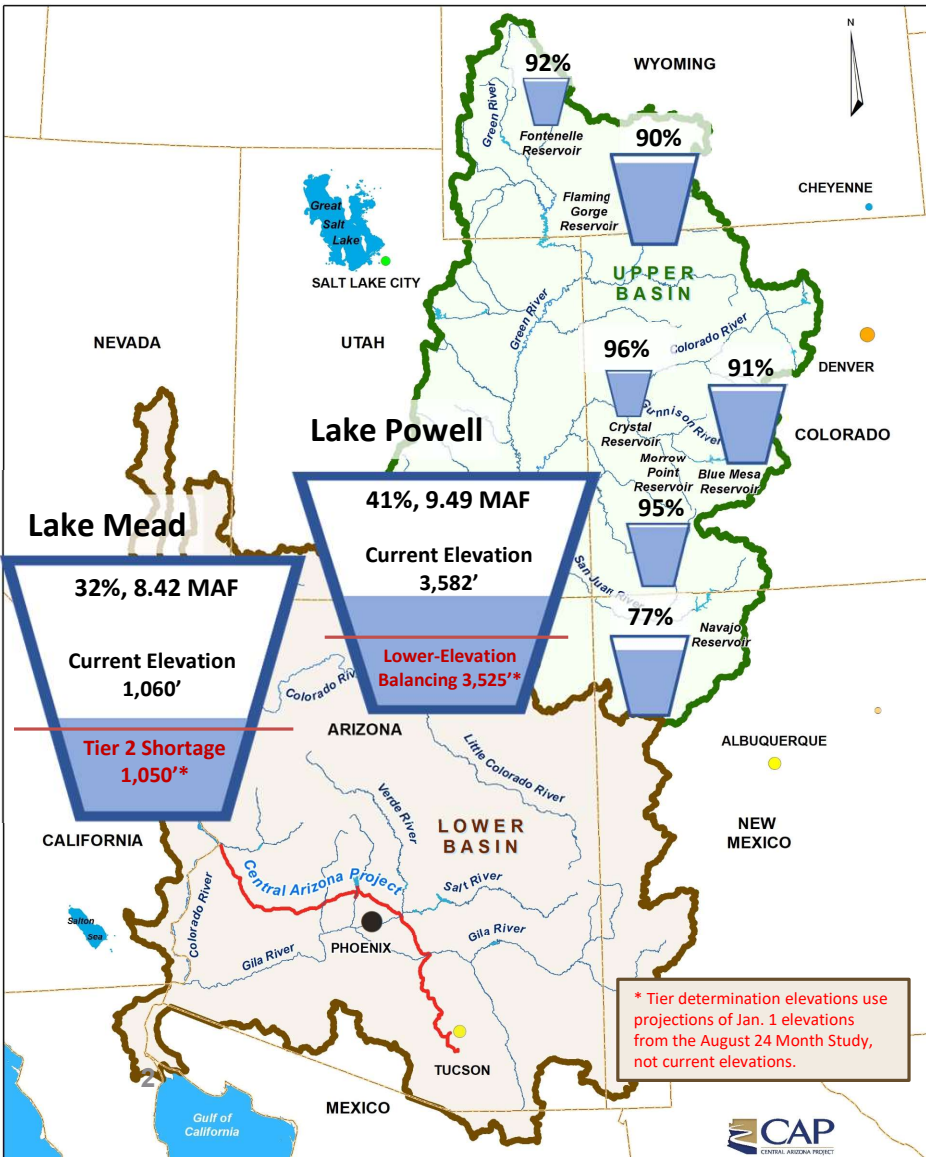 N
92%
WYOMING
Green River
Fontenelle
Reservoir
90%
CHEYENNE
Flaming
Gorge
Reservoir
Great
Salt
Lake
SALT LAKE CITY
UPPER
BASIN
Green River
NEVADA
UTAH
96%
Colorado River
91%
DENVER
Crystal
Reservoir
Gunnison River
COLORADO
Morrow
Point
Reservoir
Blue Mesa
Reservoir
95%
Lake Powell
41%, 9.49 MAF
Current Elevation
3,582’
Lower-Elevation
Balancing 3,525’*
Lake Mead
32%, 8.42 MAF
Current Elevation
1,060’
Tier 2 Shortage
1,050’*
San Juan River
77%
Navajo
Reservoir
Colorado Riv
ARIZONA
Little Colorado River
ALBUQUERQUE
Verde River
CALIFORNIA
LOWER
BASIN
NEW
MEXICO
Central Arizona Project
Salt River
Colorado River
Salton
Sea
PHOENIX
Gila River
Gila River
* Tier determination elevations use
projections of Jan. 1 elevations
from the August 24 Month Study,
not current elevations.
TUCSON
2
MEXICO
Gulf of
California
CAP
CENTRAL ARIZONA PROJECT